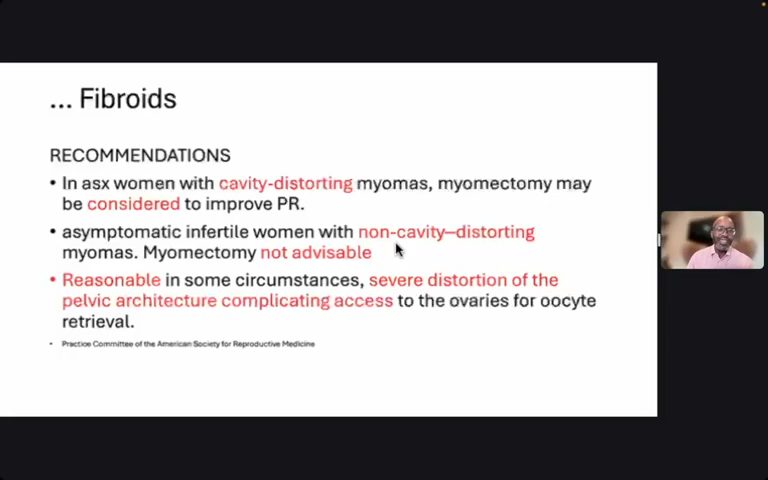 ... Fibroids
RECOMMENDATIONS
• In asx women with cavity-distorting myomas, myomectomy may
be considered to improve PR.
• asymptomatic infertile women with non-cavity–distorting
myomas. Myomectomy not advisable
• Reasonable in some circumstances, severe distortion of the
pelvic architecture complicating access to the ovaries for oocyte
retrieval.
• Practice Committee of the American Society for Reproductive Medicine